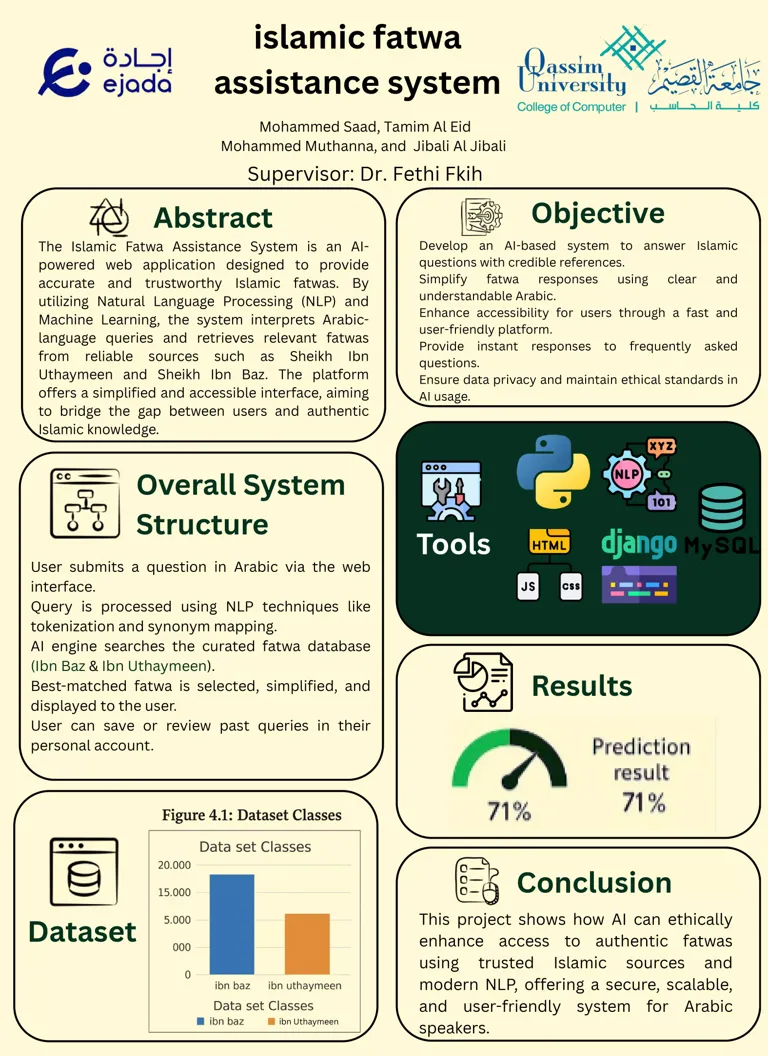 إجادة
ejada
islamic fatwa
assistance system
Qassim
University
College of Computer |
جامعة القصيم
كلية الحاسب
Mohammed Saad, Tamim Al Eid
Mohammed Muthanna, and Jibali Al Jibali
Supervisor: Dr. Fethi Fkih
Abstract
The Islamic Fatwa Assistance System is an AI-
powered web application designed to provide
accurate and trustworthy Islamic fatwas. By
utilizing Natural Language Processing (NLP) and
Machine Learning, the system interprets Arabic-
language queries and retrieves relevant fatwas
from reliable sources such as Sheikh Ibn
Uthaymeen and Sheikh Ibn Baz. The platform
offers a simplified and accessible interface, aiming
to bridge the gap between users and authentic
Islamic knowledge.
Objective
Develop an AI-based system to answer Islamic
questions with credible references.
Simplify fatwa responses using clear and
understandable Arabic.
Enhance accessibility for users through a fast and
user-friendly platform.
Provide instant responses to frequently asked
questions.
Ensure data privacy and maintain ethical standards in
AI usage.
Overall System
Structure
User submits a question in Arabic via the web
interface.
Query is processed using NLP techniques like
tokenization and synonym mapping.
AI engine searches the curated fatwa database
(Ibn Baz & Ibn Uthaymeen).
Best-matched fatwa is selected, simplified, and
displayed to the user.
User can save or review past queries in their
personal account.
Tools
XYZ
NLP
101
HTML
JS
CSS
django
MySQL
Results
71%
Prediction
result
71%
Dataset
Figure 4.1: Dataset Classes
Data set Classes
20.000
15.000
5.000
000
0
ibn baz
ibn uthaymeen
Data set Classes
ibn baz
ibn Uthaymeen
Conclusion
This project shows how AI can ethically
enhance access to authentic fatwas
using trusted Islamic sources and
modern NLP, offering a secure, scalable,
and user-friendly system for Arabic
speakers.